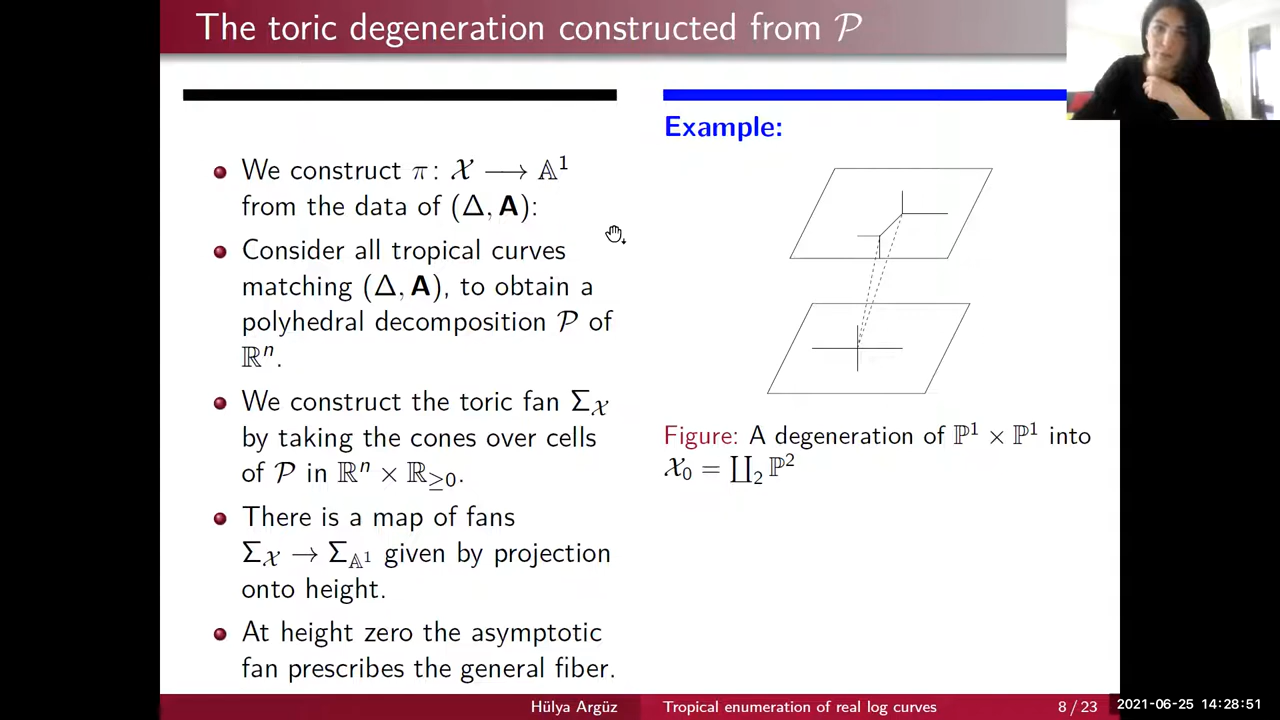 The toric degeneration constructed from 𝒫
We construct π: 𝒳 ⟶ 𝔸¹
from the data of (Δ, A):
Consider all tropical curves
matching (Δ, A), to obtain a
polyhedral decomposition 𝒫 of
ℝⁿ.
We construct the toric fan Σ_𝒳
by taking the cones over cells
of 𝒫 in ℝⁿ × ℝ≥0.
There is a map of fans
Σ_𝒳 → Σ_𝔸¹ given by projection
onto height.
At height zero the asymptotic
fan prescribes the general fiber.
Example:
Figure: A degeneration of ℙ¹ × ℙ¹ into
𝒳₀ = ∐₂ ℙ²
Hülya Argüz
Tropical enumeration of real log curves
8 / 23
2021-06-25 14:28:51